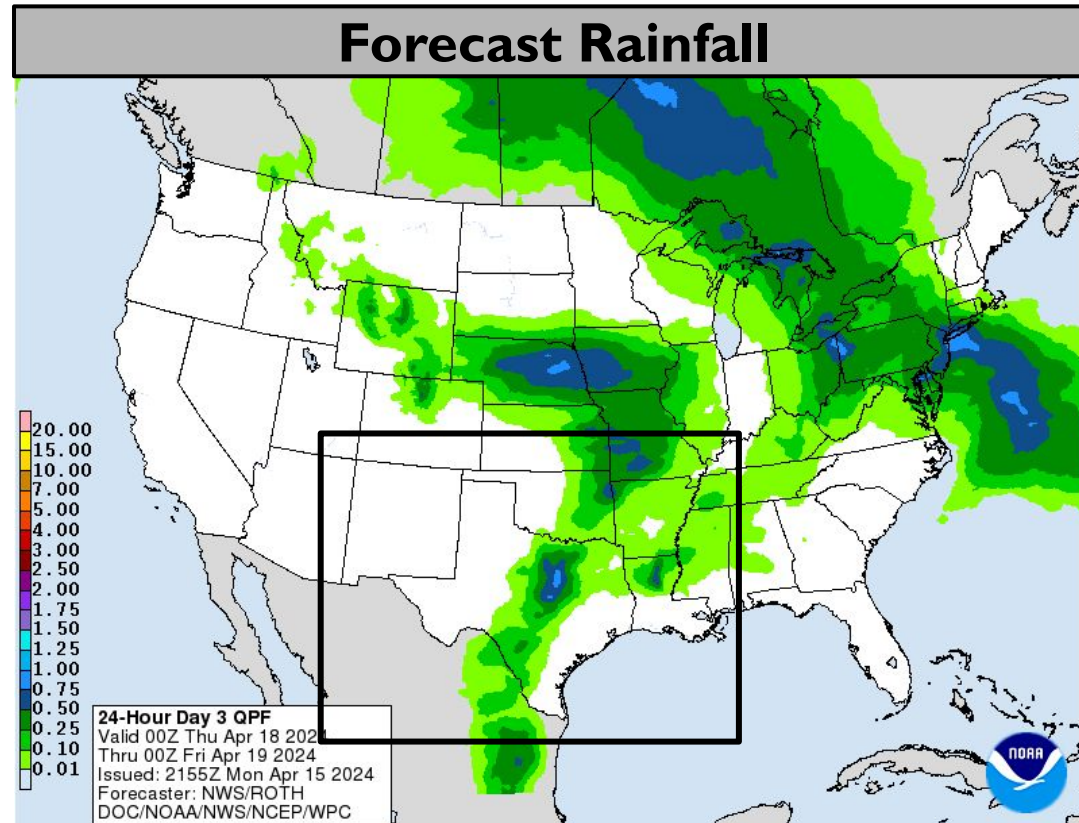 Forecast Rainfall
20.00
15.00
10.00
7.00
5.00
4.00
3.00
2.50
2.00
1.75
1.50
1.25
1.00
0.75
0.50
0.25
0.10
0.01
24-Hour Day 3 QPF
Valid 00Z Thu Apr 18 2024
Thru 00Z Fri Apr 19 2024
Issued: 2155Z Mon Apr 15 2024
Forecaster: NWS/ROTH
DOC/NOAA/NWS/NCEP/WPC
NOAA